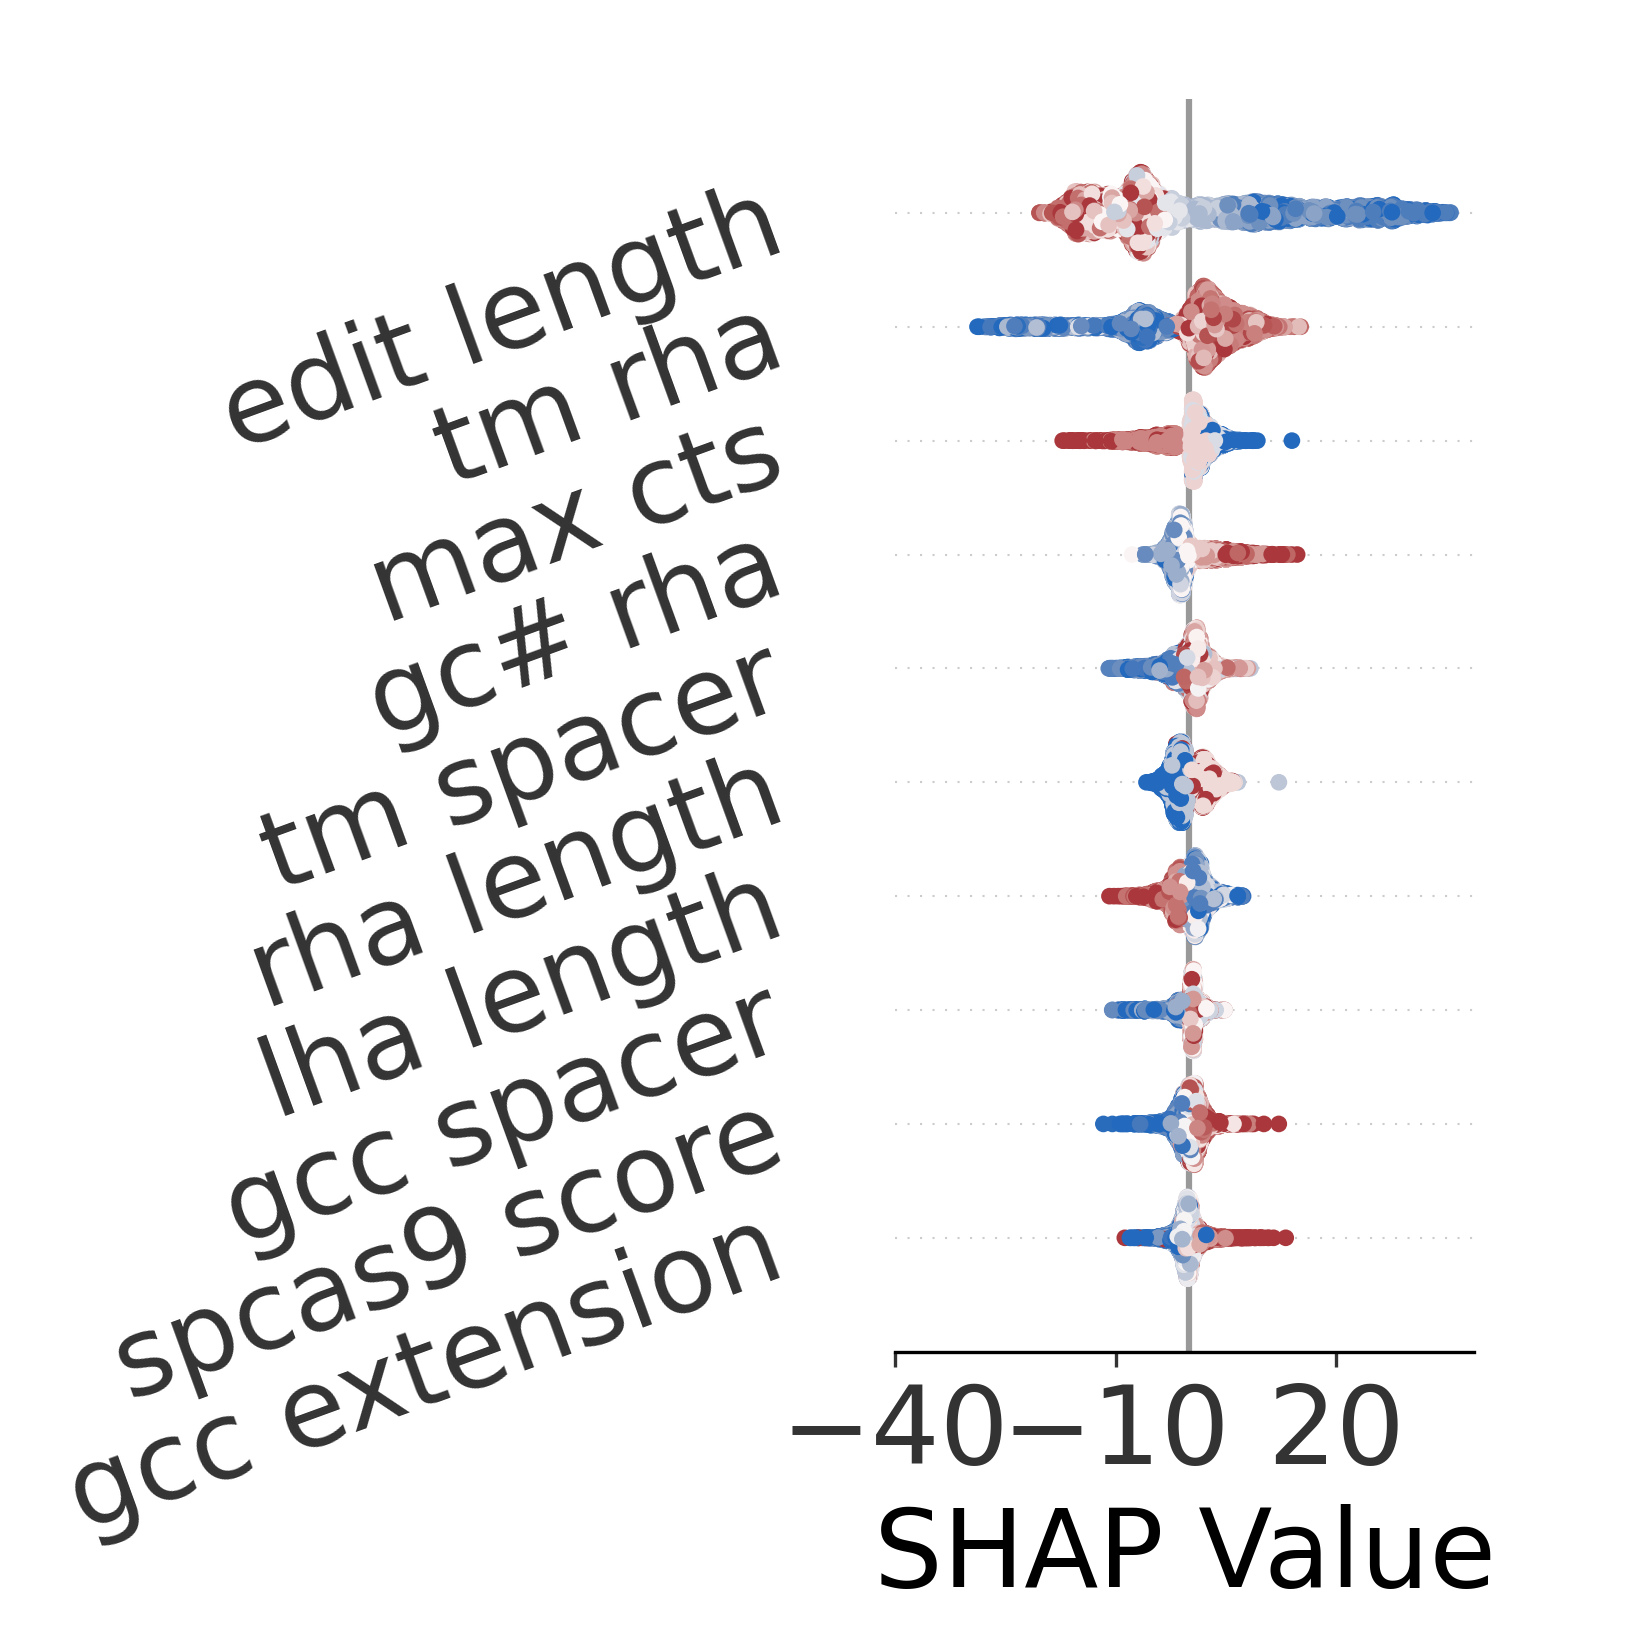 edit length
tm rha
max cts
gc# rha
tm spacer
rha length
lha length
gcc spacer
spcas9 score
gcc extension
−40 −10 20
SHAP Value